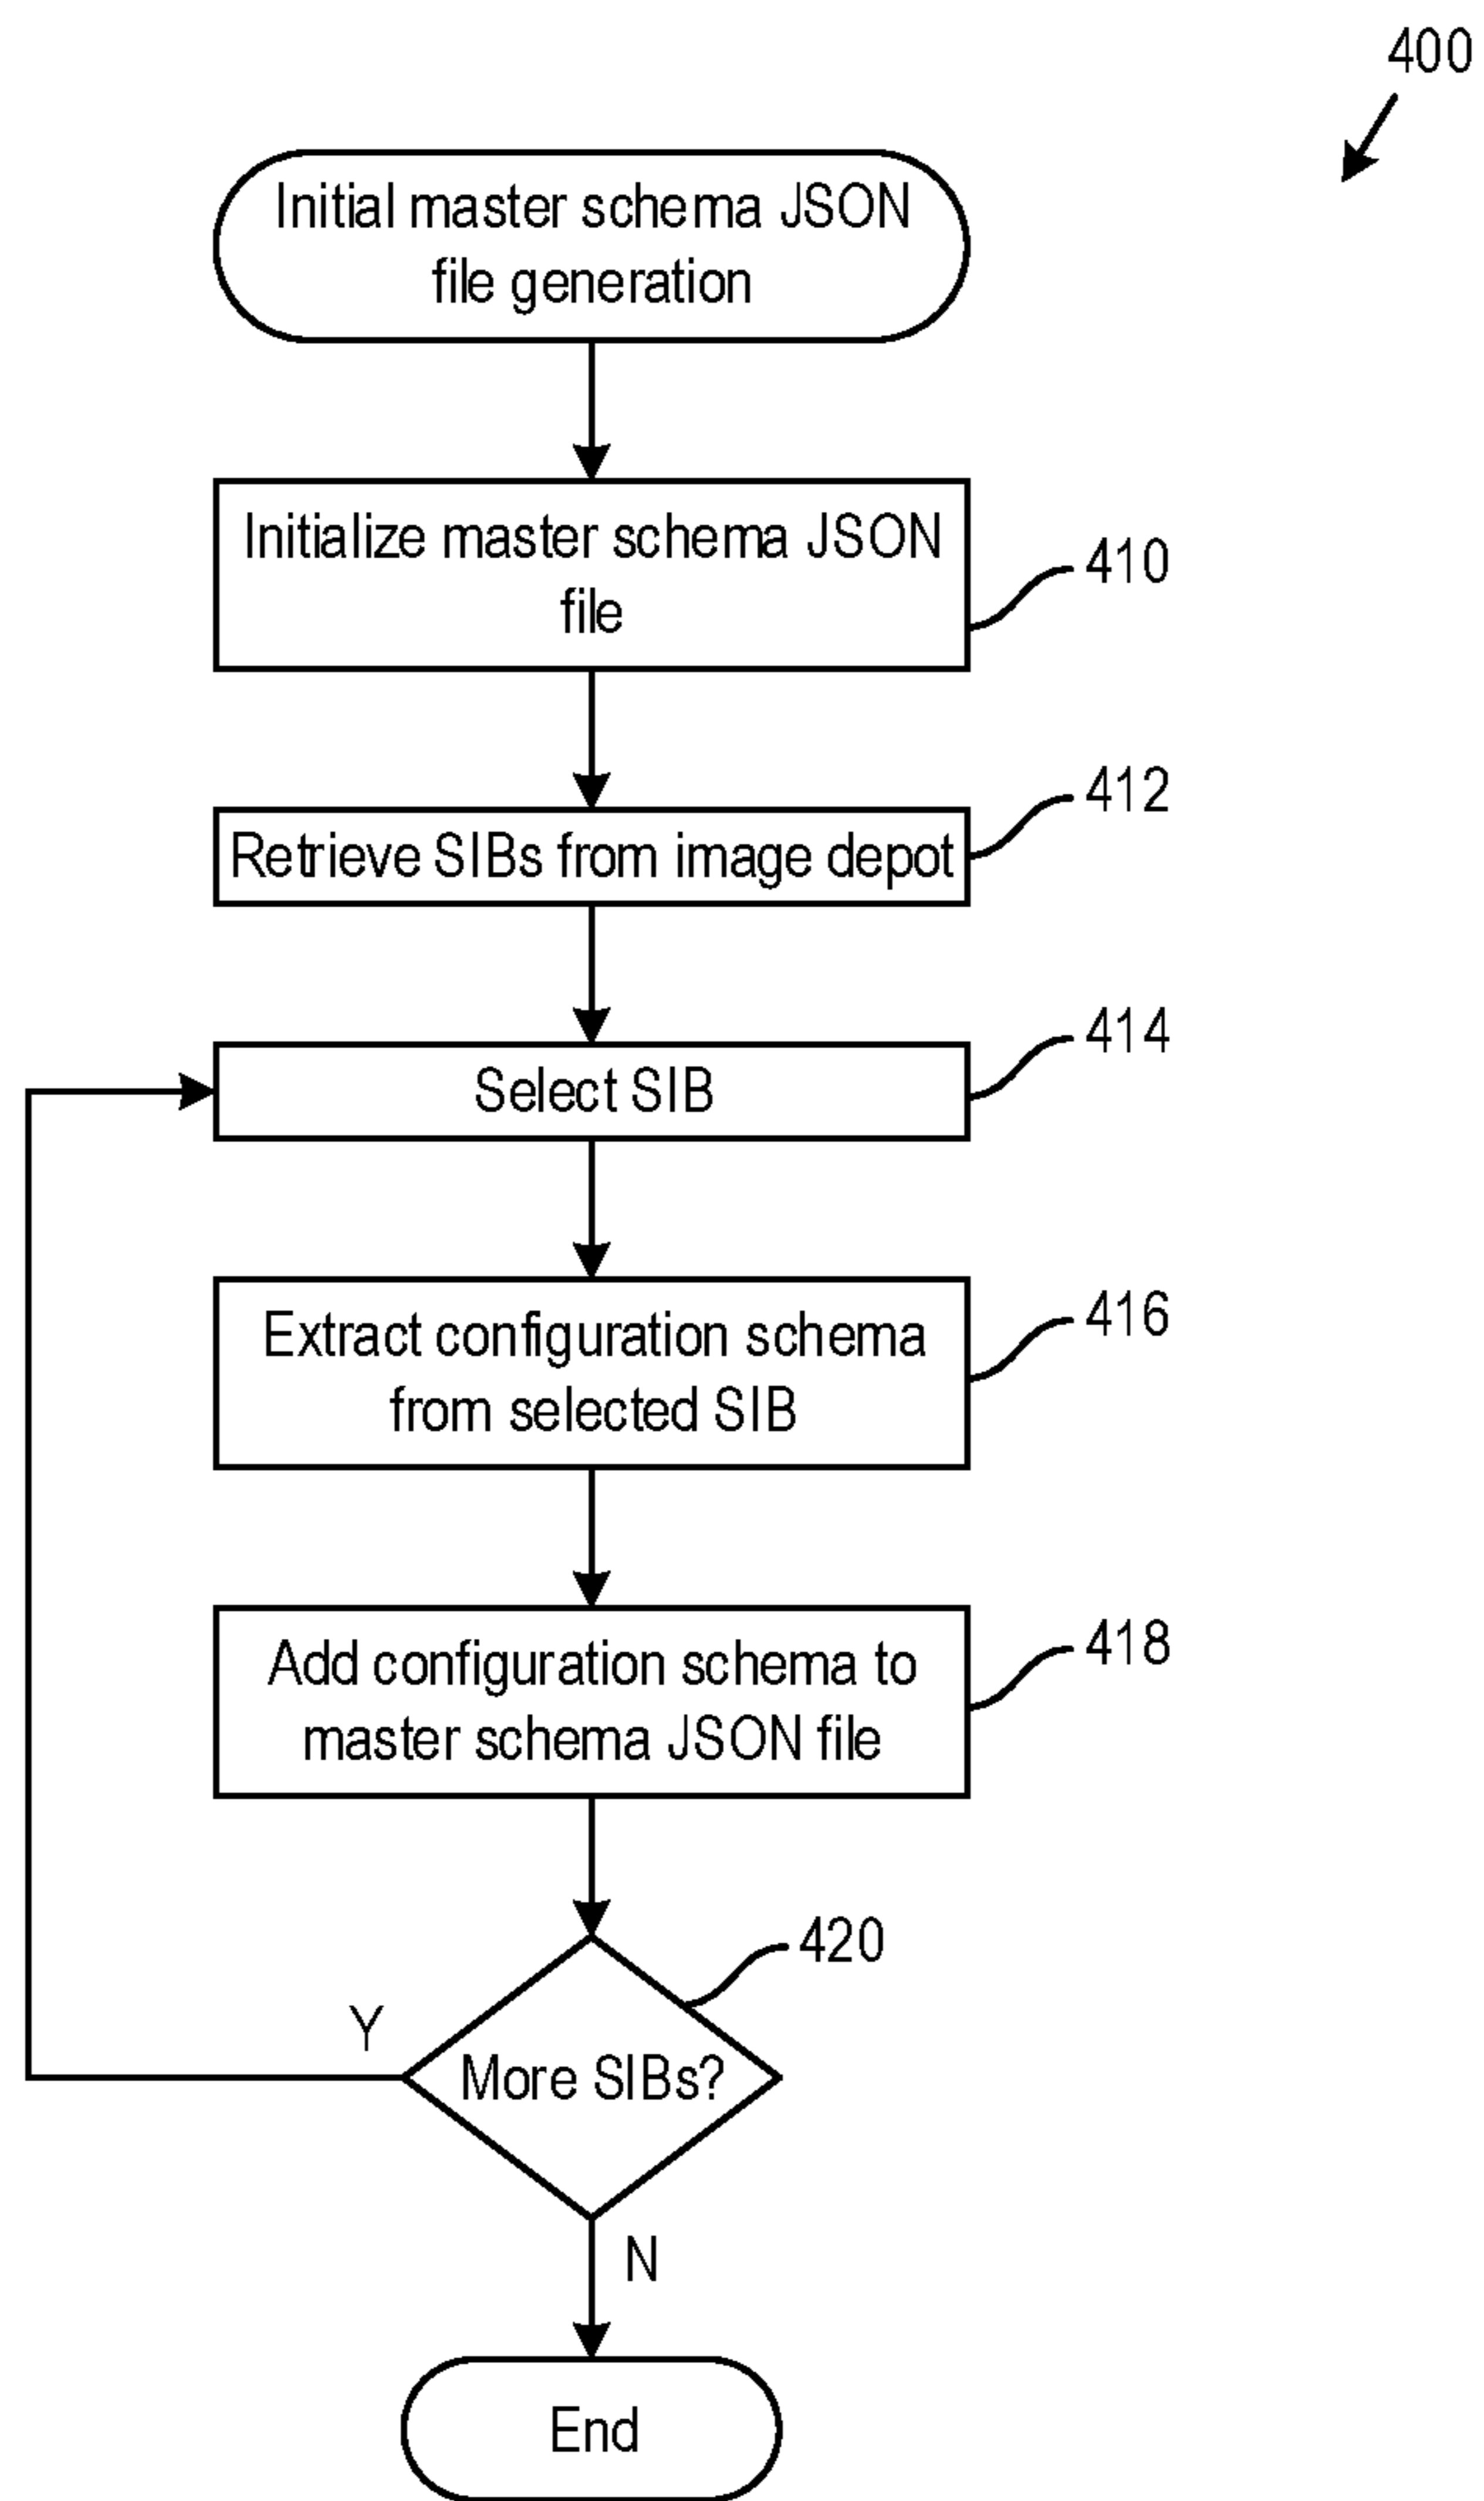 400
Initial master schema JSON
file generation
Initialize master schema JSON
file
410
Retrieve SIBs from image depot
412
Select SIB
414
Extract configuration schema
from selected SIB
416
Add configuration schema to
master schema JSON file
418
420
More SIBs?
Y
N
End